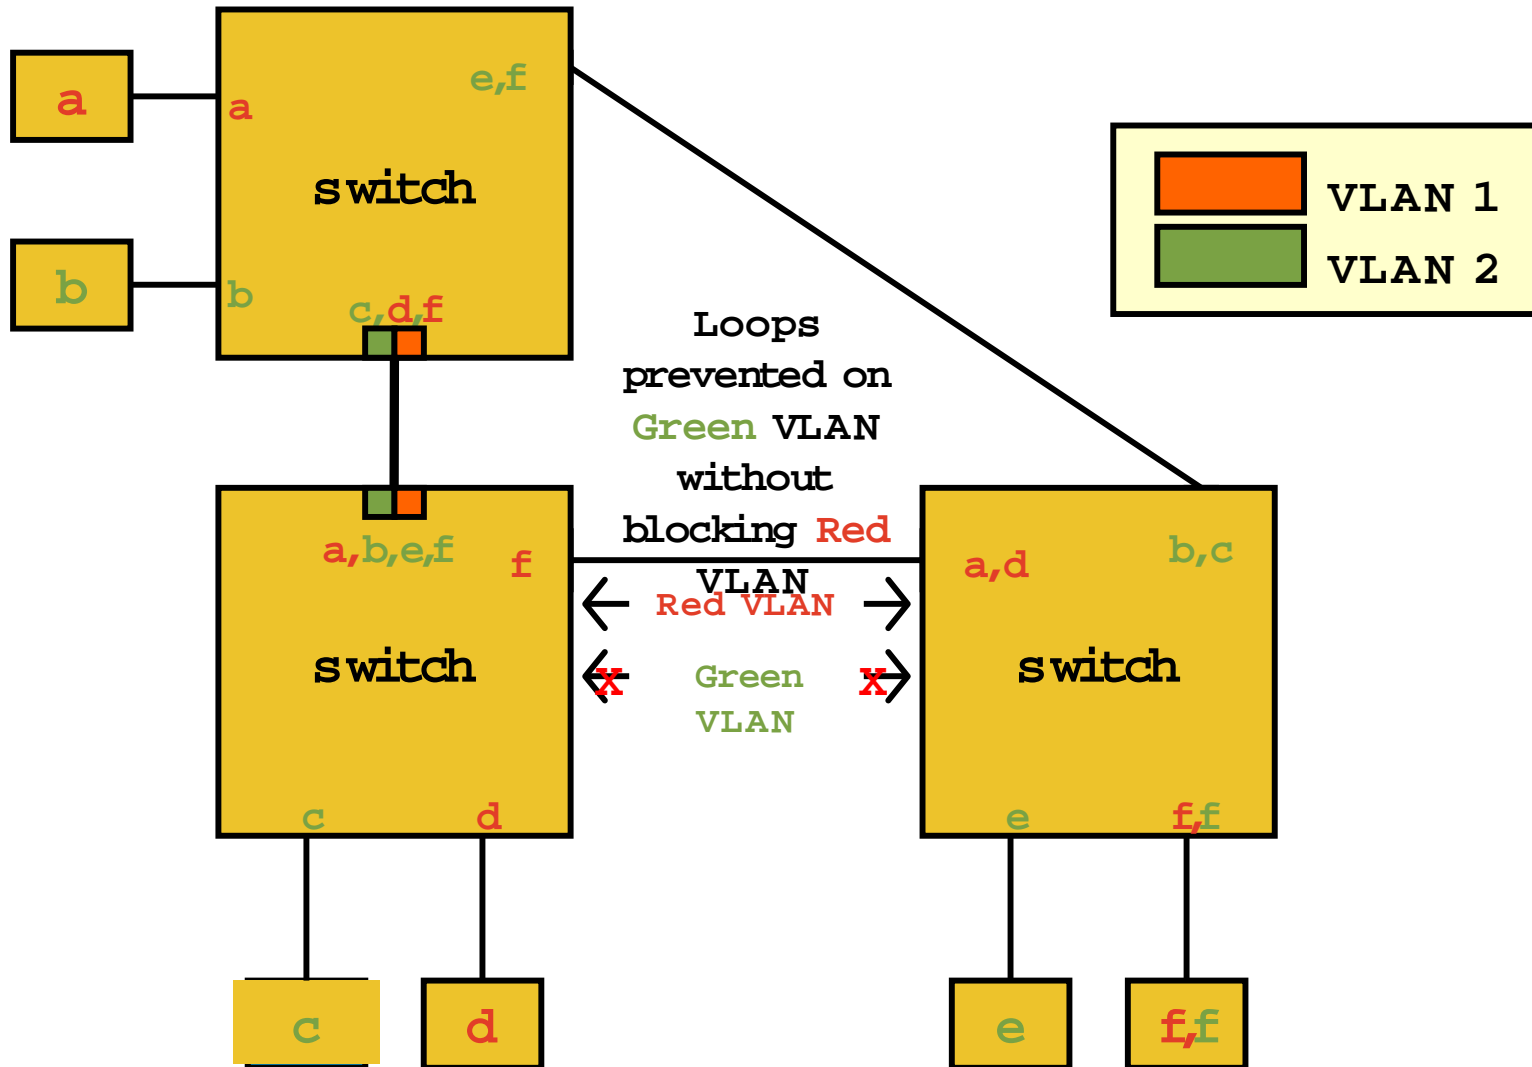 e,f
a
a
switch
VLAN 1
VLAN 2
b
b
c,d,f
Loops
prevented on
Green VLAN
without
blocking Red
VLAN
a,b,e,f
f
a,d
b,c
Red VLAN
switch
switch
x
Green
x
VLAN
c
d
e
f,f
c
d
e
f,f